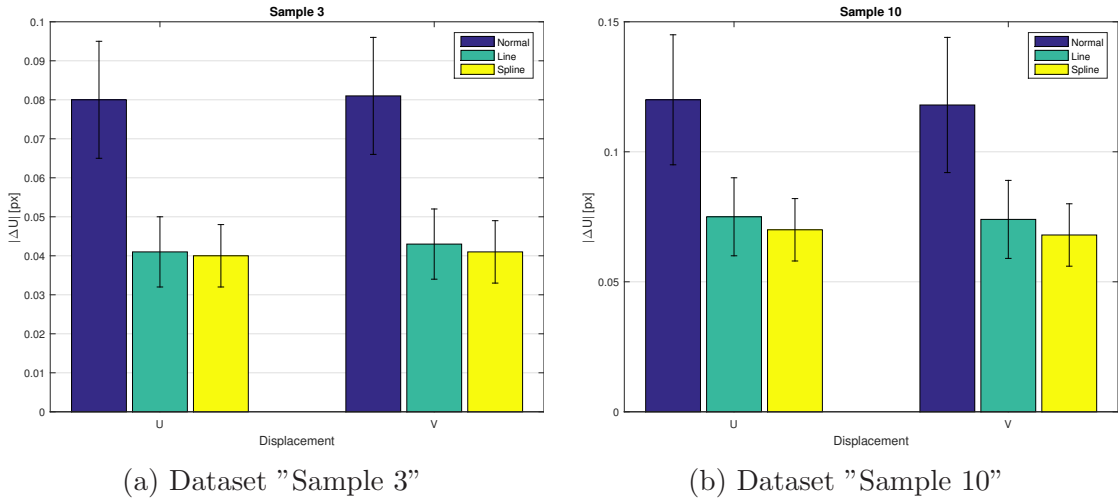 Sample 3
0.1
0.09
0.08
0.07
0.06
0.05
0.04
0.03
0.02
0.01
0
|ΔU| [px]
Normal
Line
Spline
U
V
Displacement
(a) Dataset "Sample 3"
Sample 10
0.15
0.1
0.05
0
|ΔU| [px]
Normal
Line
Spline
U
V
Displacement
(b) Dataset "Sample 10"